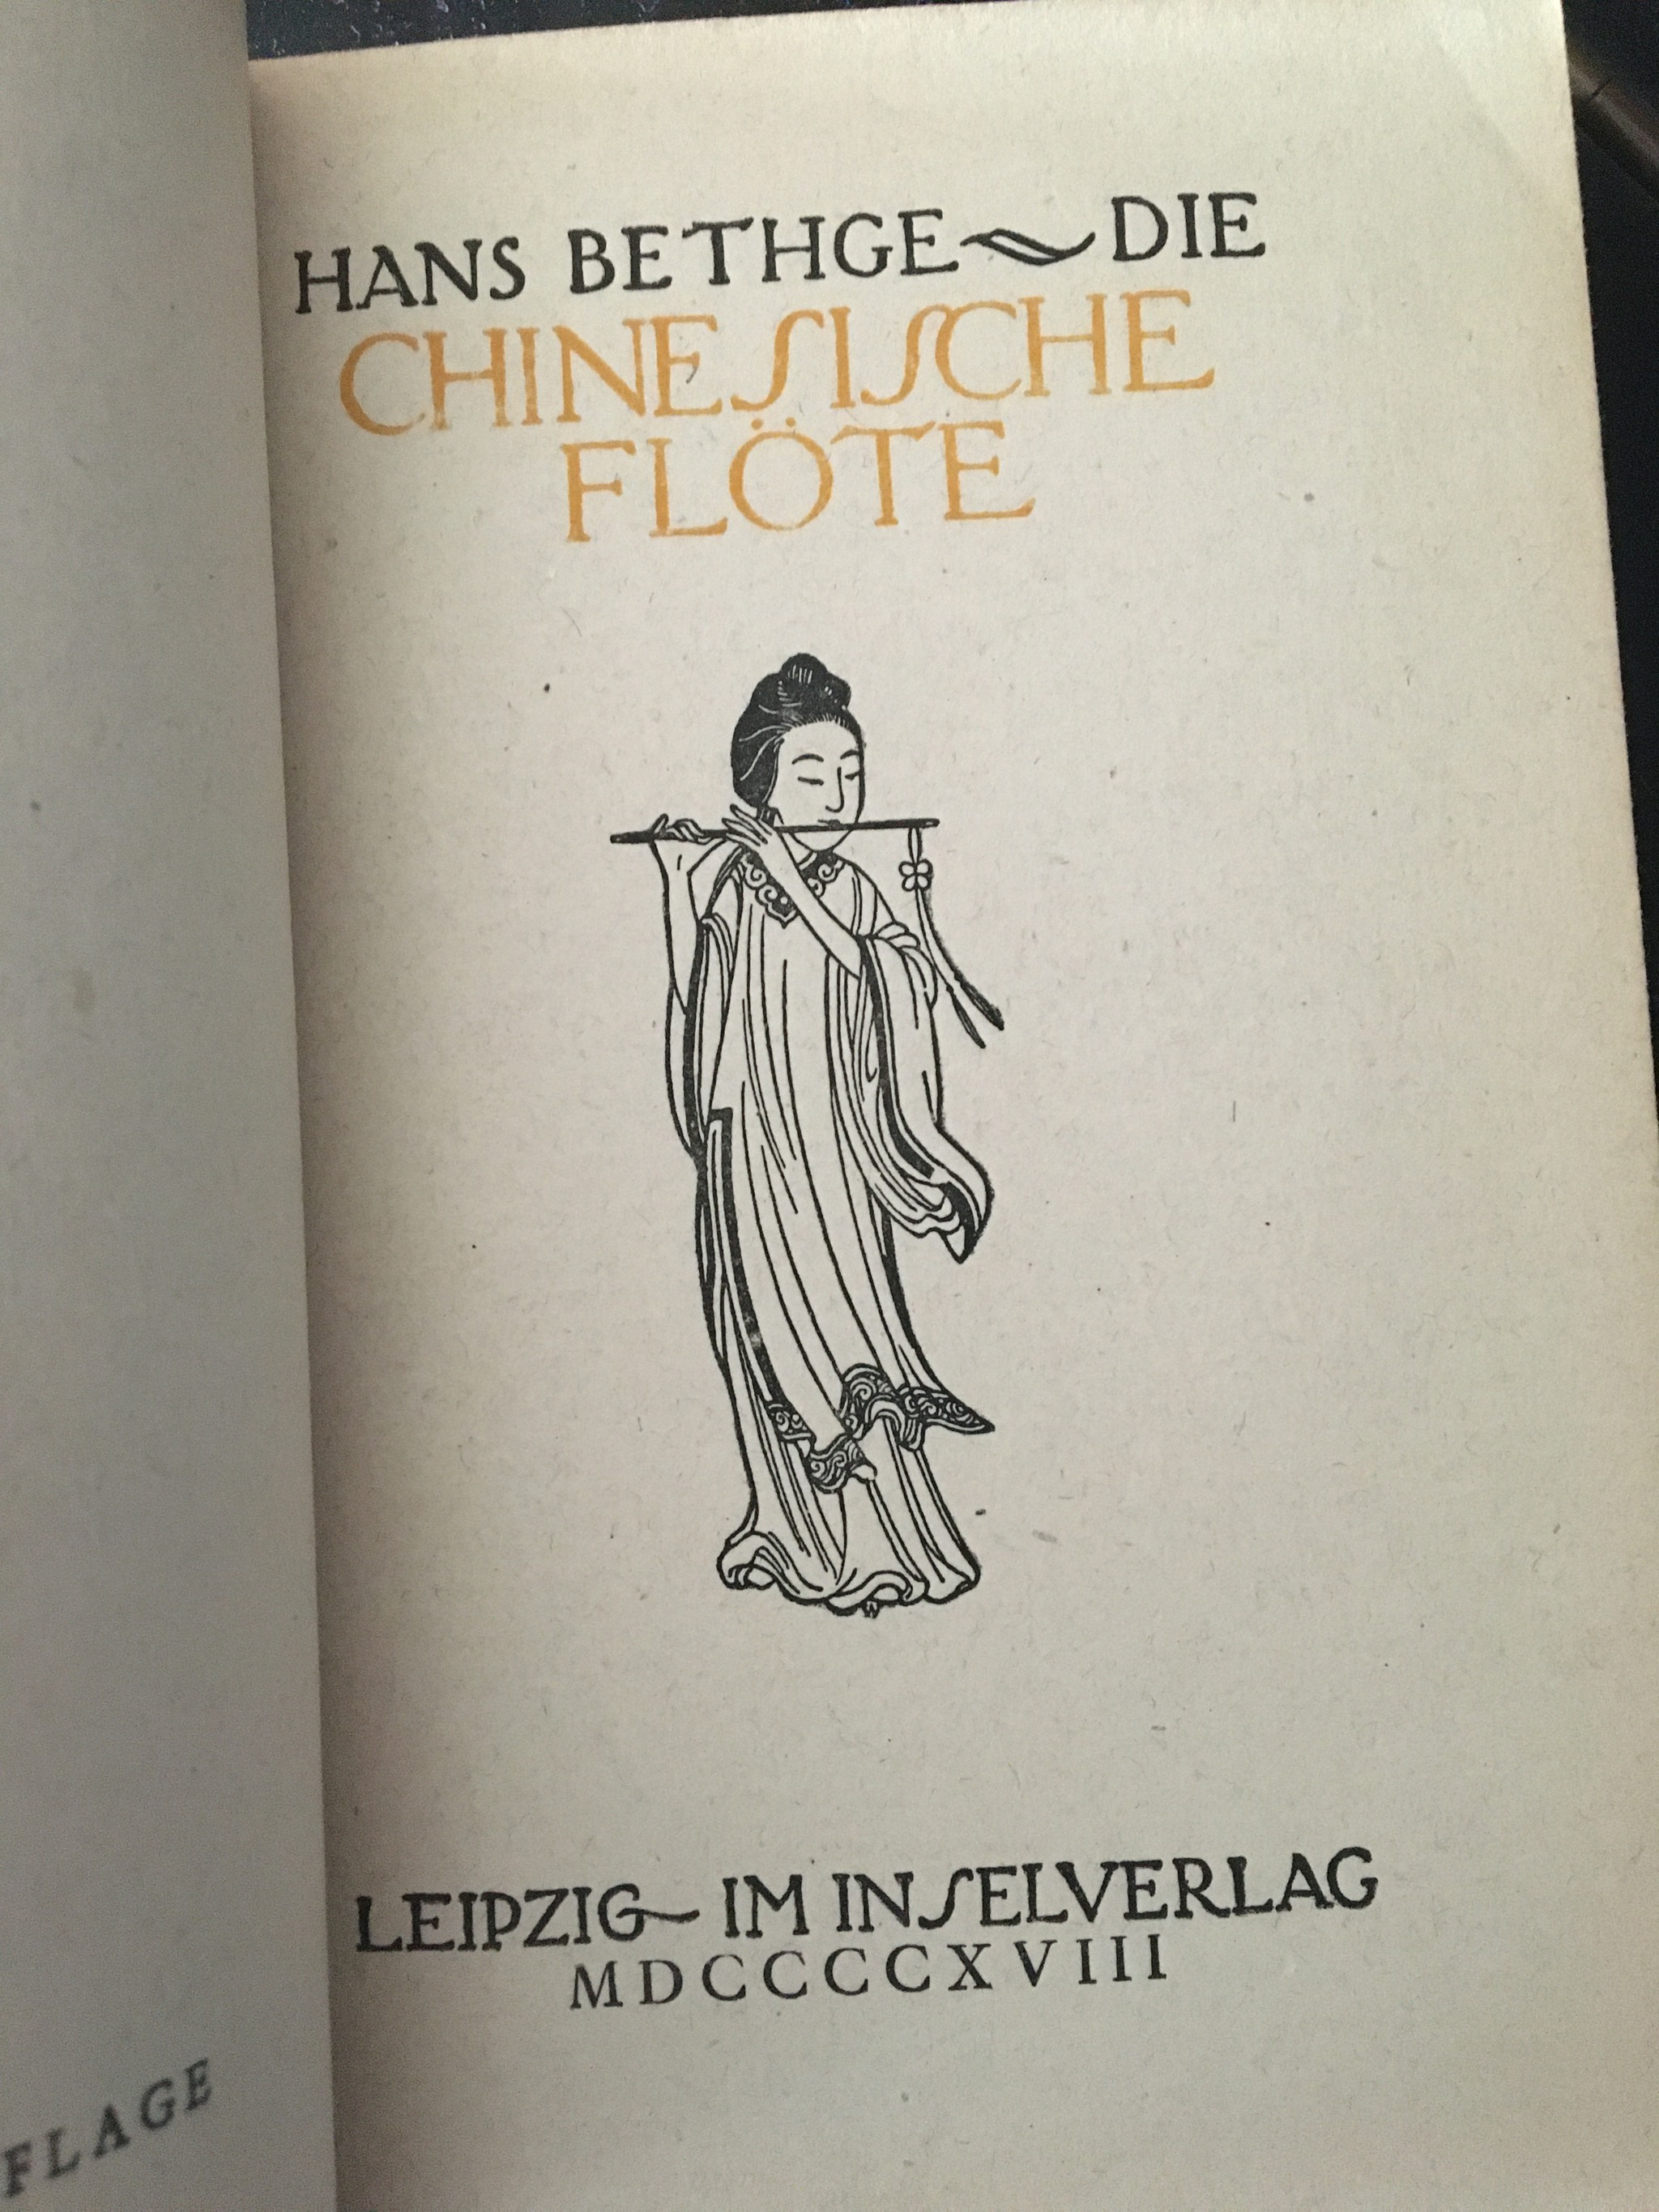 HANS BETHGE ~ DIE
CHINESISCHE
FLÖTE
LEIPZIG ~ IM INSELVERLAG
MDCCCCXVIII
FLAGE